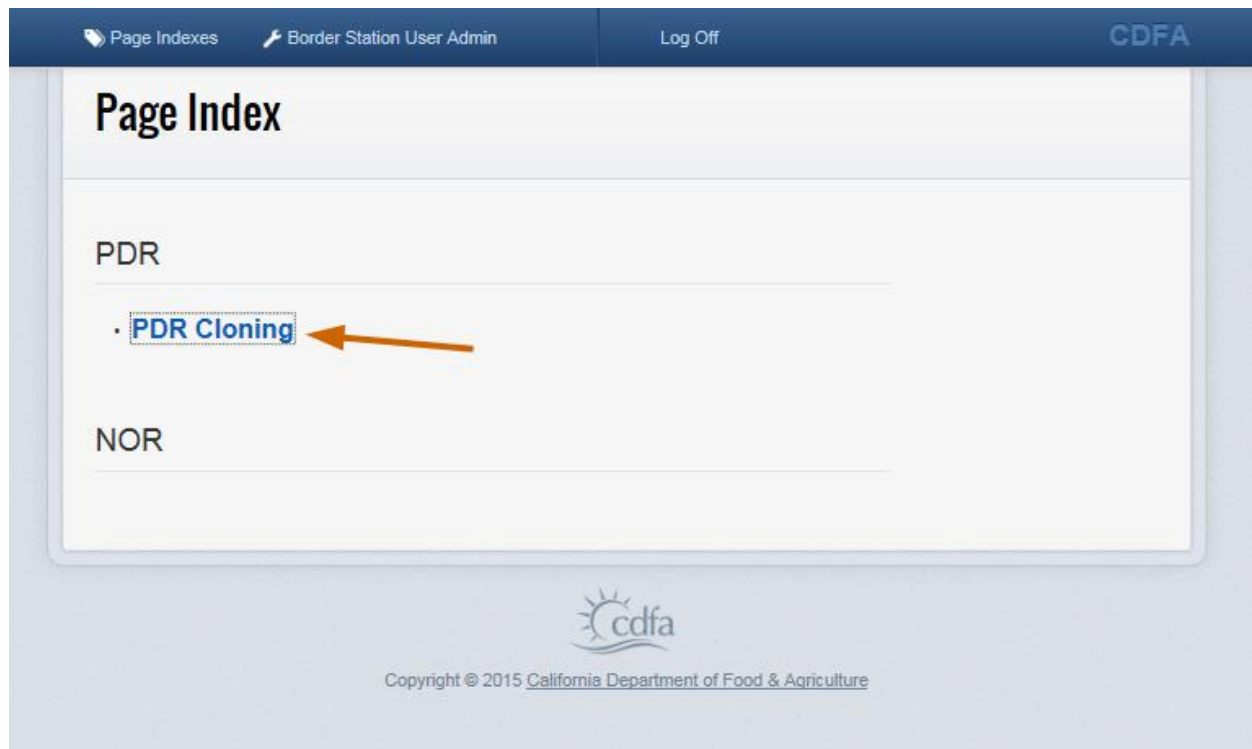 Page Indexes Border Station User Admin Log Off CDFA
Page Index
PDR
· PDR Cloning
NOR
cdfa
Copyright © 2015 California Department of Food & Agriculture